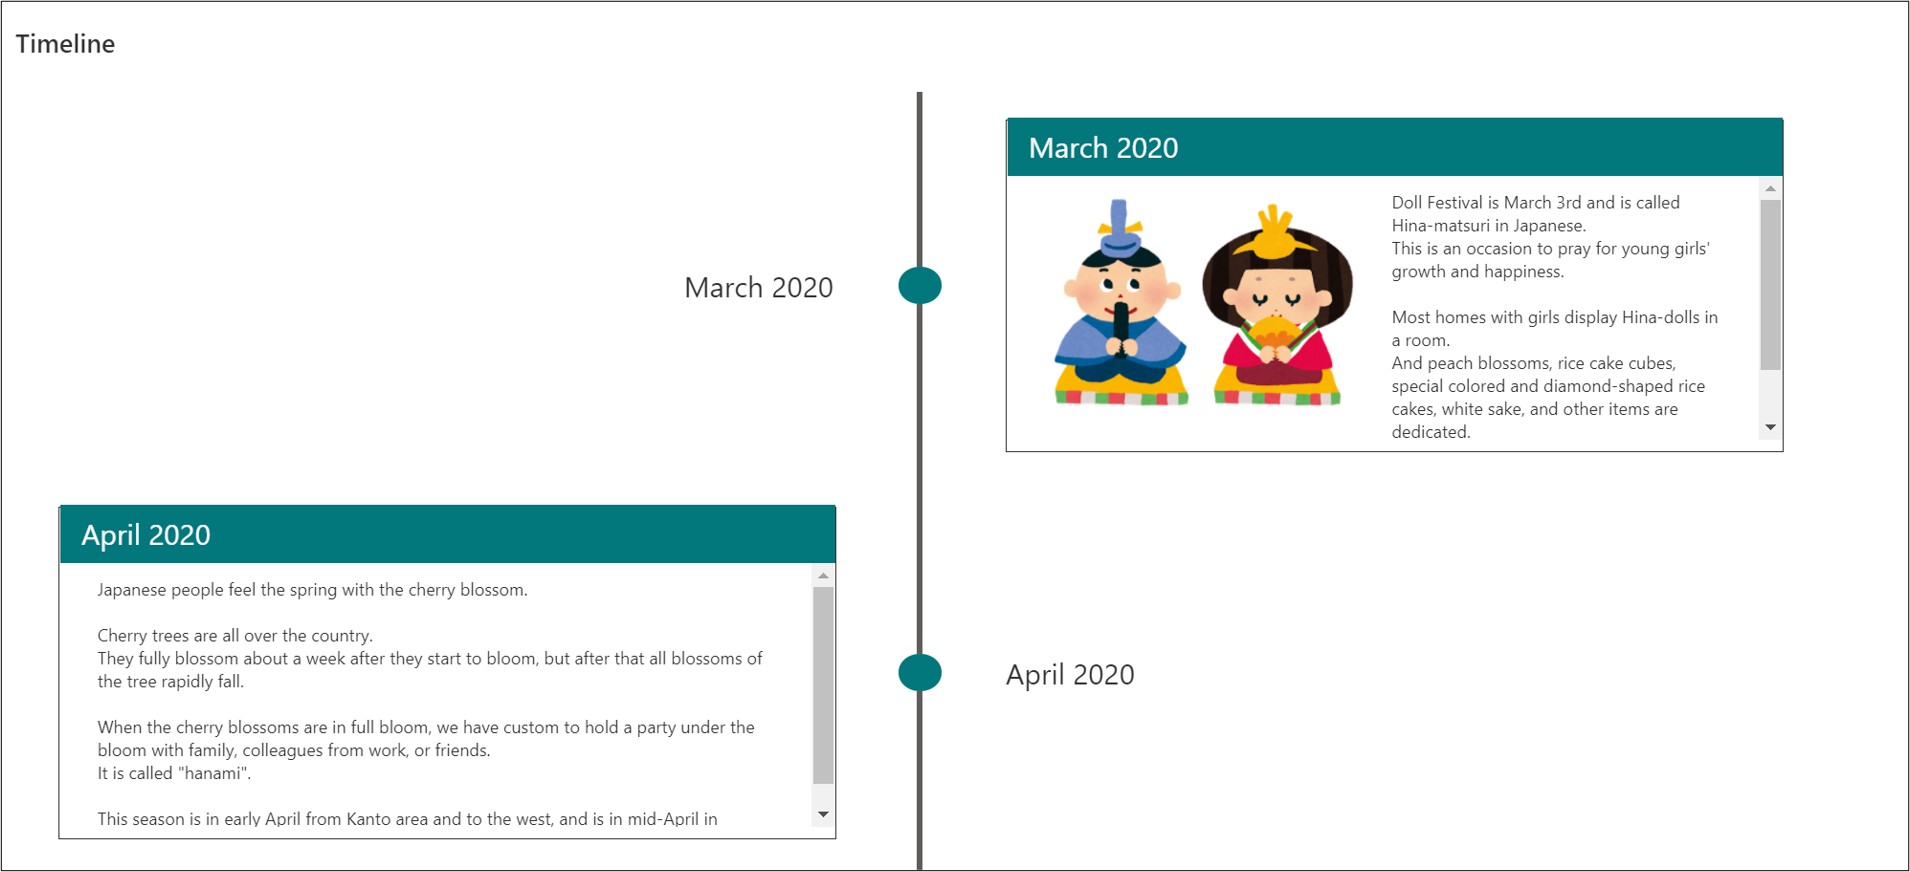 Timeline
March 2020
March 2020
Doll Festival is March 3rd and is called
Hina-matsuri in Japanese.
This is an occasion to pray for young girls'
growth and happiness.
Most homes with girls display Hina-dolls in
a room.
And peach blossoms, rice cake cubes,
special colored and diamond-shaped rice
cakes, white sake, and other items are
dedicated.
April 2020
Japanese people feel the spring with the cherry blossom.
Cherry trees are all over the country.
They fully blossom about a week after they start to bloom, but after that all blossoms of
the tree rapidly fall.
When the cherry blossoms are in full bloom, we have custom to hold a party under the
bloom with family, colleagues from work, or friends.
It is called "hanami".
This season is in early April from Kanto area and to the west, and is in mid-April in
April 2020